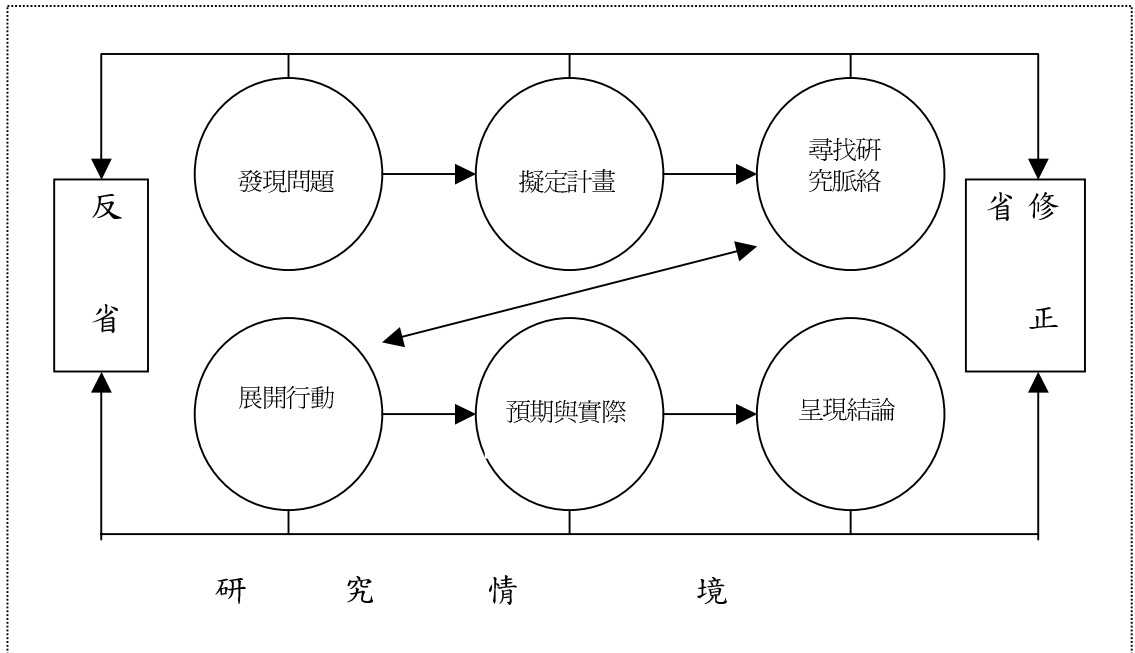 發現問題
擬定計畫
尋找研
究脈絡
反
省
省 修
正
展開行動
預期與實際
呈現結論
研 究 情 境